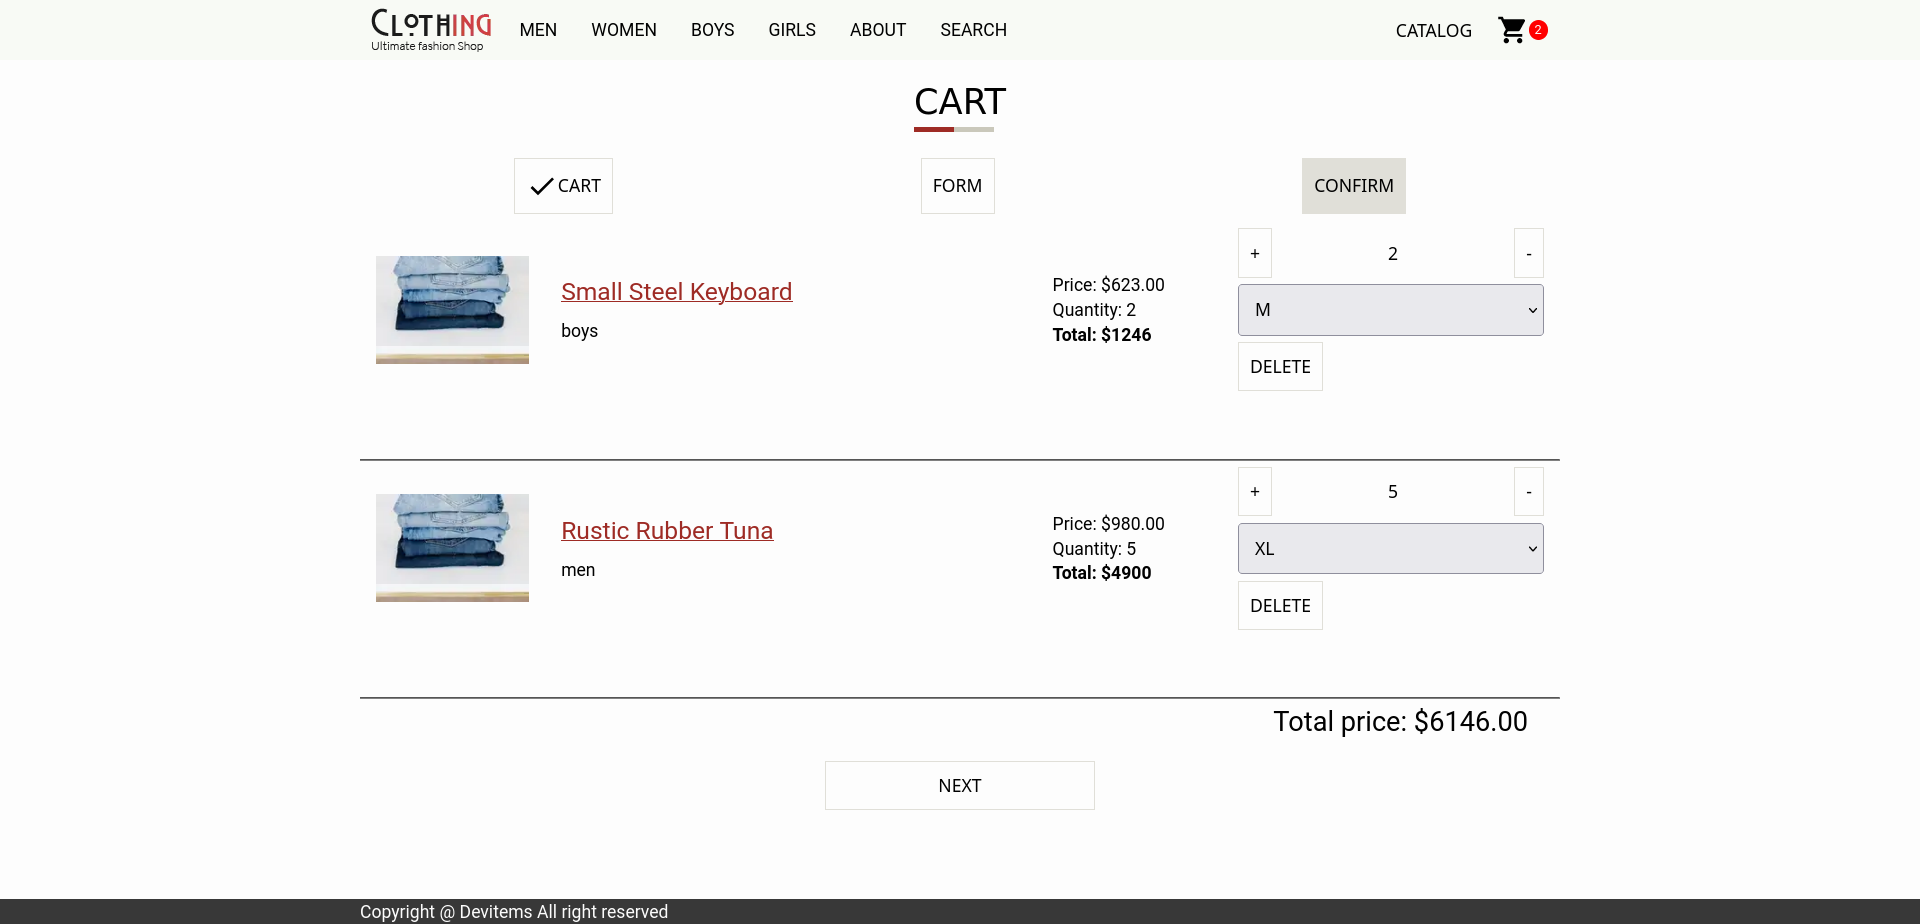 CLOTHING
Ultimate fashion Shop
MEN WOMEN BOYS GIRLS ABOUT SEARCH CATALOG 2
CART
CART FORM CONFIRM
Small Steel Keyboard
boys
Price: $623.00
Quantity: 2
Total: $1246
+ 2 -
M
DELETE
Rustic Rubber Tuna
men
Price: $980.00
Quantity: 5
Total: $4900
+ 5 -
XL
DELETE
Total price: $6146.00
NEXT
Copyright @ Devitems All right reserved